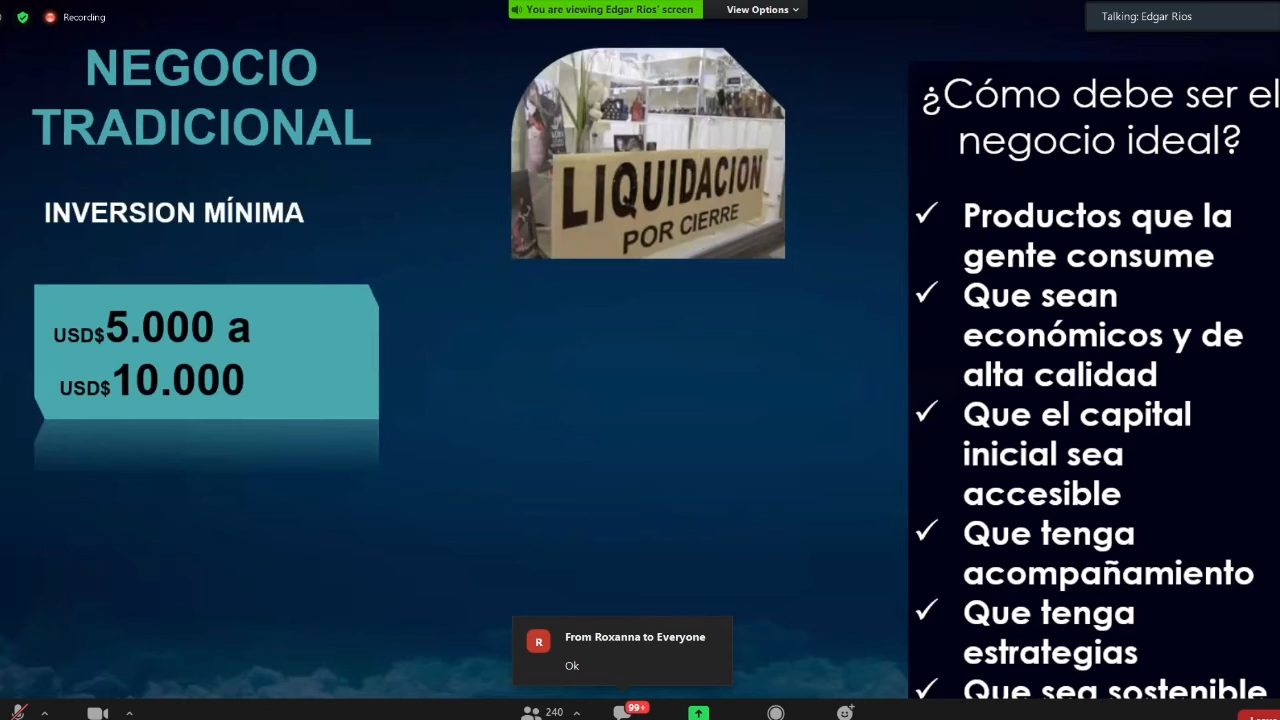 Recording
You are viewing Edgar Rios' screen
View Options
Talking: Edgar Rios
NEGOCIO
TRADICIONAL
INVERSION MÍNIMA
USD$5.000 a
USD$10.000
LIQUIDACION
POR CIERRE
¿Cómo debe ser el
negocio ideal?
✓ Productos que la
gente consume
✓ Que sean
económicos y de
alta calidad
✓ Que el capital
inicial sea
accesible
✓ Que tenga
acompañamiento
✓ Que tenga
estrategias
✓ Que sea sostenible
R
From Roxanna to Everyone
Ok
240
99+